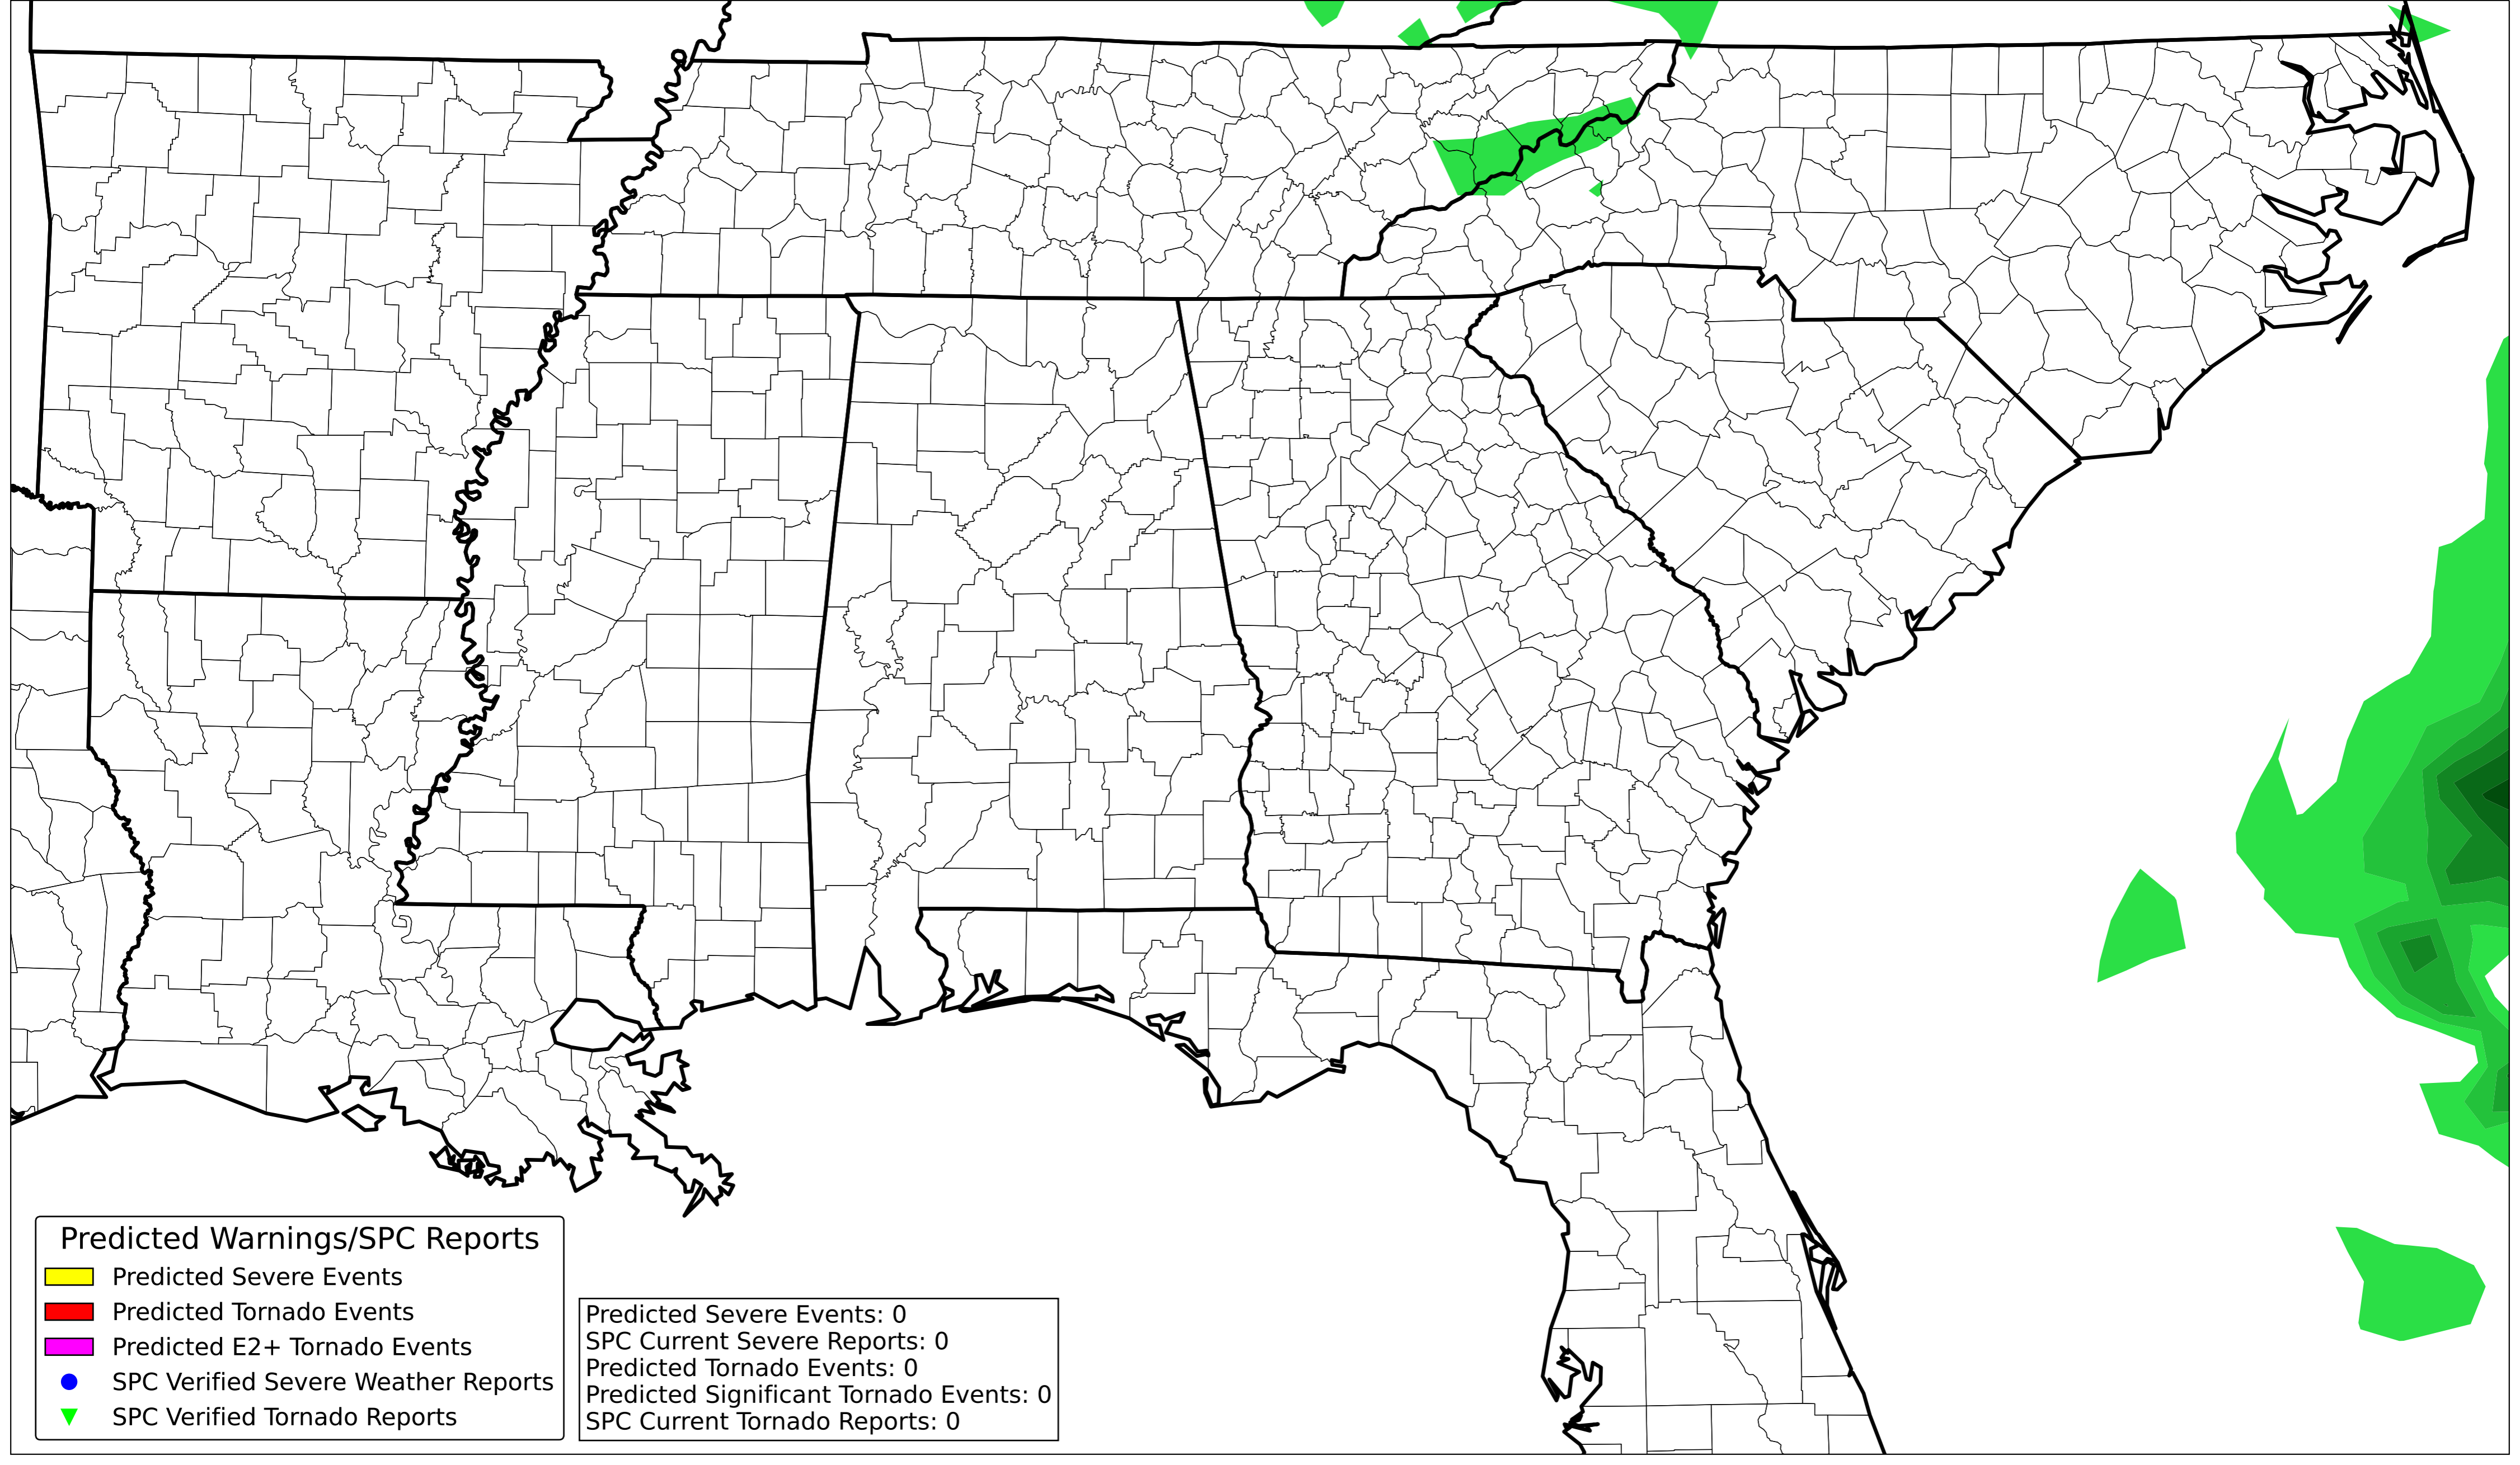 Predicted Warnings/SPC Reports
Predicted Severe Events
Predicted Tornado Events
Predicted E2+ Tornado Events
SPC Verified Severe Weather Reports
SPC Verified Tornado Reports
Predicted Severe Events: 0
SPC Current Severe Reports: 0
Predicted Tornado Events: 0
Predicted Significant Tornado Events: 0
SPC Current Tornado Reports: 0